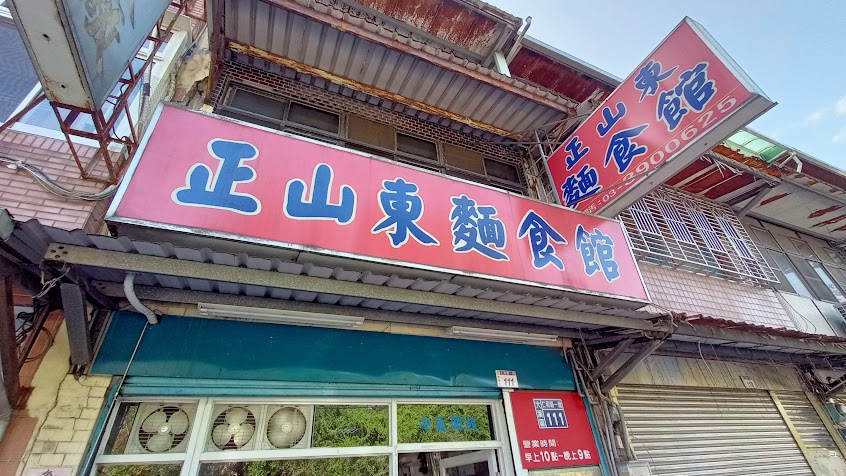 正山東麵食館
正山東
麵食館
:03-3900625
111
111
營業時間:
早上10點~晚上9點